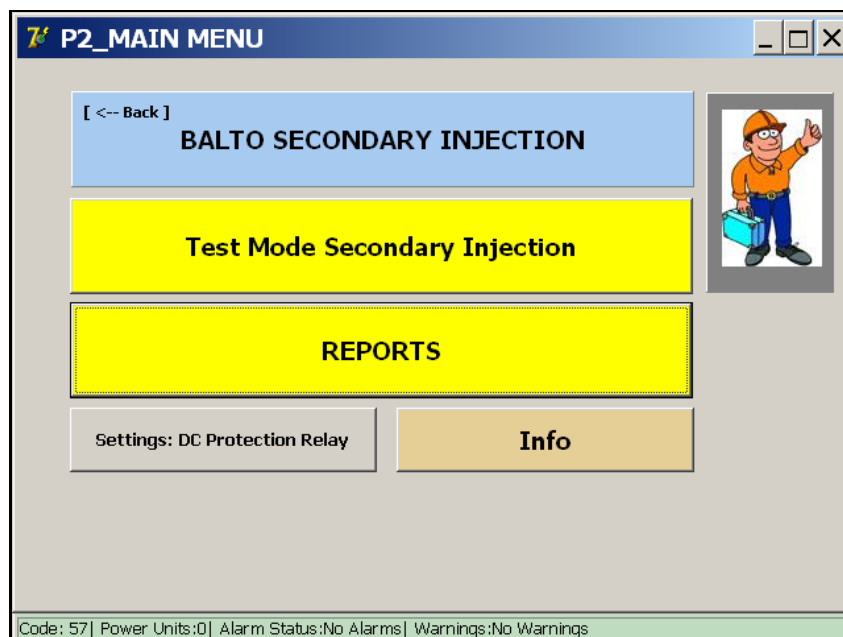 P2_MAIN MENU
[ <-- Back ]
BALTO SECONDARY INJECTION
Test Mode Secondary Injection
REPORTS
Settings: DC Protection Relay
Info
Code: 57| Power Units:0| Alarm Status:No Alarms| Warnings:No Warnings